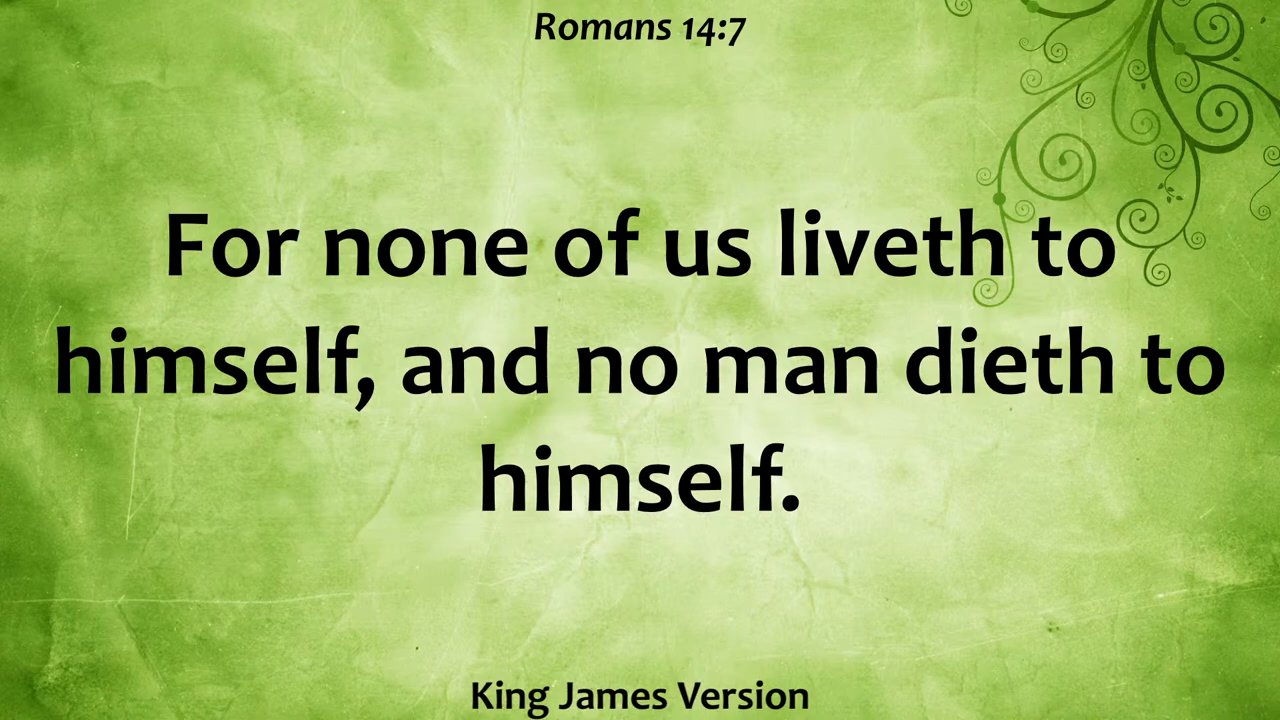 Romans 14:7
For none of us liveth to
himself, and no man dieth to
himself.
King James Version